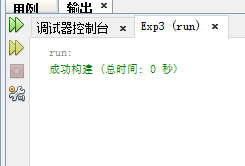 用例 输出 ×
调试器控制台 × Exp3 (run) ×
run:
成功构建 (总时间: 0 秒)